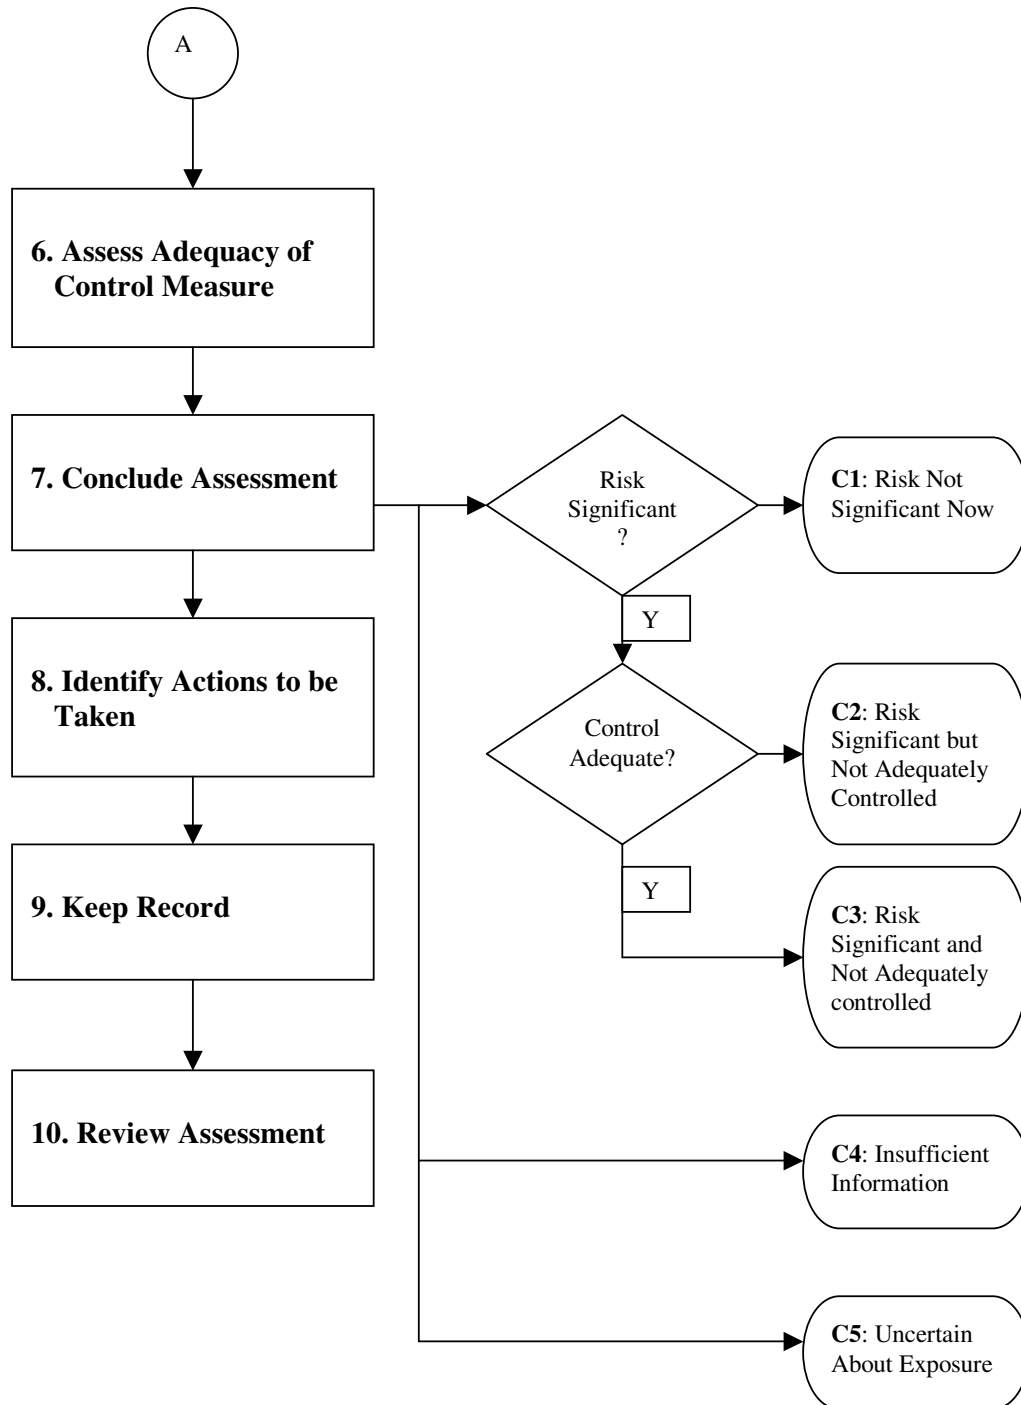 A
6. Assess Adequacy of
Control Measure
7. Conclude Assessment
8. Identify Actions to be
Taken
9. Keep Record
10. Review Assessment
Risk
Significant
?
Y
Control
Adequate?
Y
C1: Risk Not
Significant Now
C2: Risk
Significant but
Not Adequately
Controlled
C3: Risk
Significant and
Not Adequately
controlled
C4: Insufficient
Information
C5: Uncertain
About Exposure